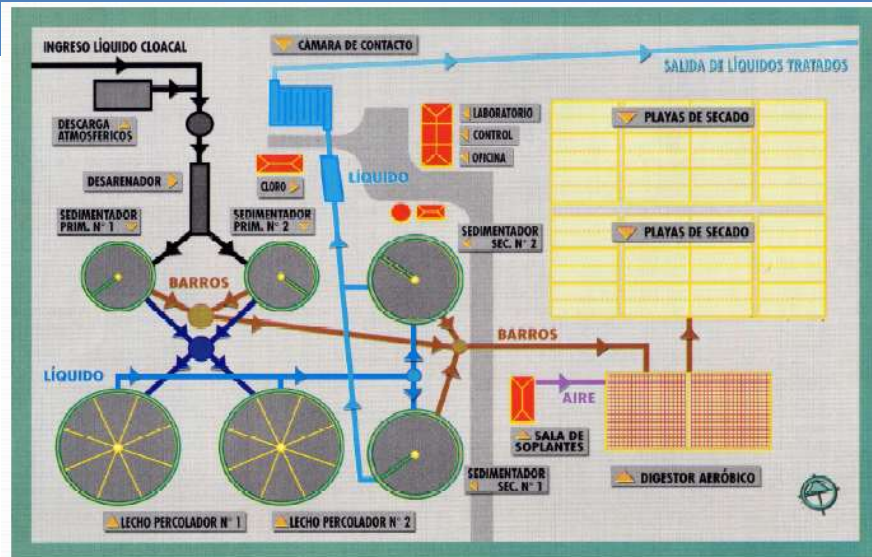 INGRESO LÍQUIDO CLOACAL
CÁMARA DE CONTACTO
SALIDA DE LÍQUIDOS TRATADOS
DESCARGA
ATMOSFÉRICOS
LABORATORIO
CONTROL
OFICINA
PLAYAS DE SECADO
DESARENADOR
CLORO
LÍQUIDO
SEDIMENTADOR
PRIM. N° 1
SEDIMENTADOR
PRIM. N° 2
SEDIMENTADOR
SEC. N° 2
PLAYAS DE SECADO
BARROS
BARROS
LÍQUIDO
AIRE
SALA DE
SOPLANTES
SEDIMENTADOR
SEC. N° 1
DIGESTOR AERÓBICO
LECHO PERCOLADOR N° 1
LECHO PERCOLADOR N° 2